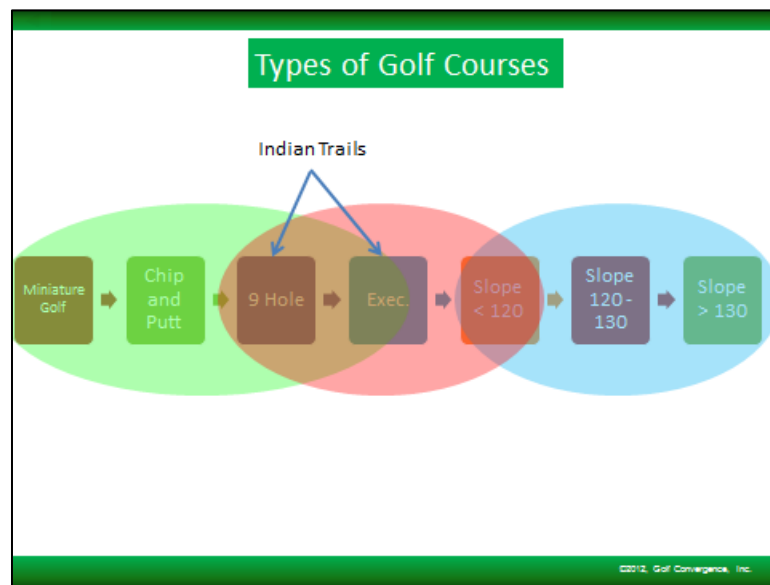 Types of Golf Courses
Indian Trails
Miniature
Golf
Chip
and
Putt
9 Hole
Exec.
Slope
< 120
Slope
120 -
130
Slope
> 130
©2012, Golf Convergence, Inc.